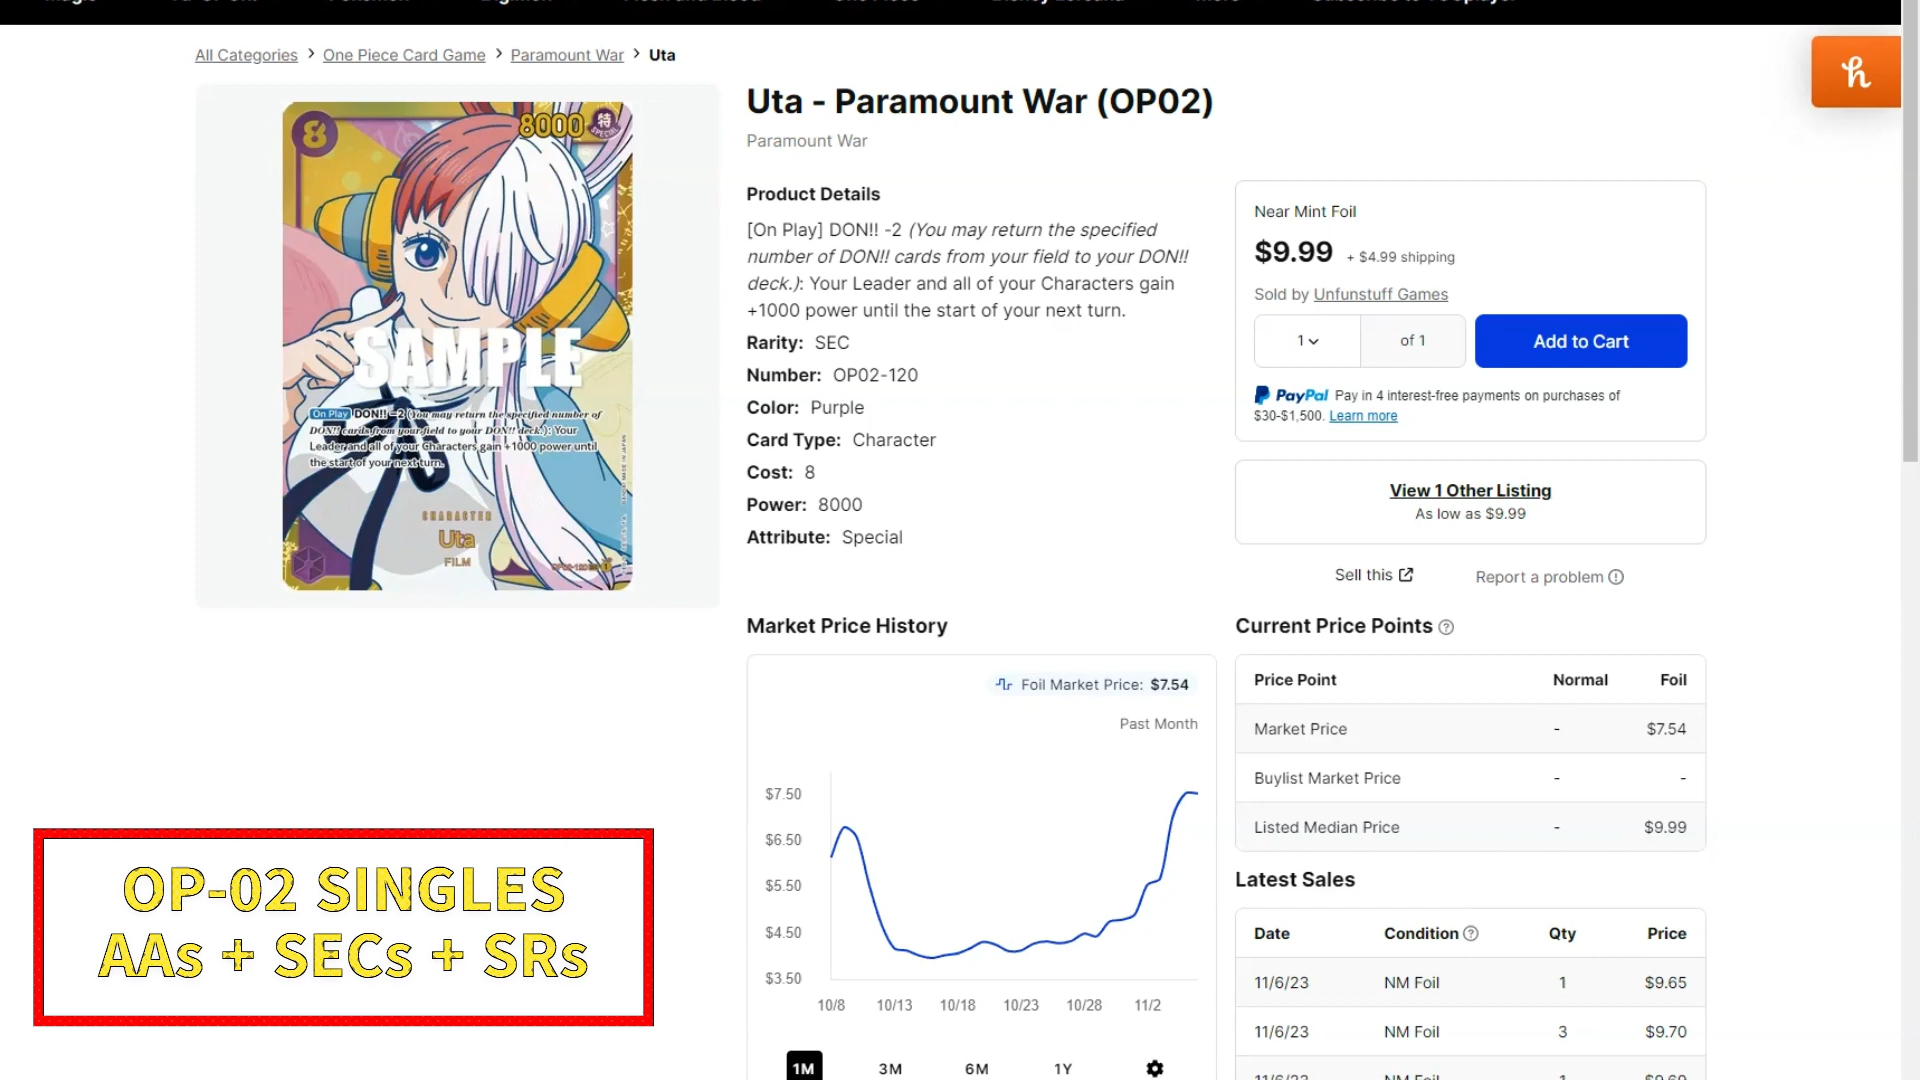 All Categories > One Piece Card Game > Paramount War > Uta
8
8000
特
SPECIAL
SAMPLE
On Play DON!! −2 (You may return the specified number of
DON!! cards from your field to your DON!! deck.): Your
Leader and all of your Characters gain +1000 power until
the start of your next turn.
CHARACTER
Uta
FILM
Uta - Paramount War (OP02)
Paramount War
Product Details
[On Play] DON!! -2 (You may return the specified
number of DON!! cards from your field to your DON!!
deck.): Your Leader and all of your Characters gain
+1000 power until the start of your next turn.
Rarity: SEC
Number: OP02-120
Color: Purple
Card Type: Character
Cost: 8
Power: 8000
Attribute: Special
Near Mint Foil
$9.99 + $4.99 shipping
Sold by Unfunstuff Games
1 of 1 Add to Cart
PayPal Pay in 4 interest-free payments on purchases of
$30-$1,500. Learn more
View 1 Other Listing
As low as $9.99
Sell this Report a problem
Market Price History
Foil Market Price: $7.54
Past Month
$7.50
$6.50
$5.50
$4.50
$3.50
10/8 10/13 10/18 10/23 10/28 11/2
1M 3M 6M 1Y
Current Price Points
Price Point Normal Foil
Market Price - $7.54
Buylist Market Price - -
Listed Median Price - $9.99
Latest Sales
Date Condition Qty Price
11/6/23 NM Foil 1 $9.65
11/6/23 NM Foil 3 $9.70
OP-02 SINGLES
AAs + SECs + SRs